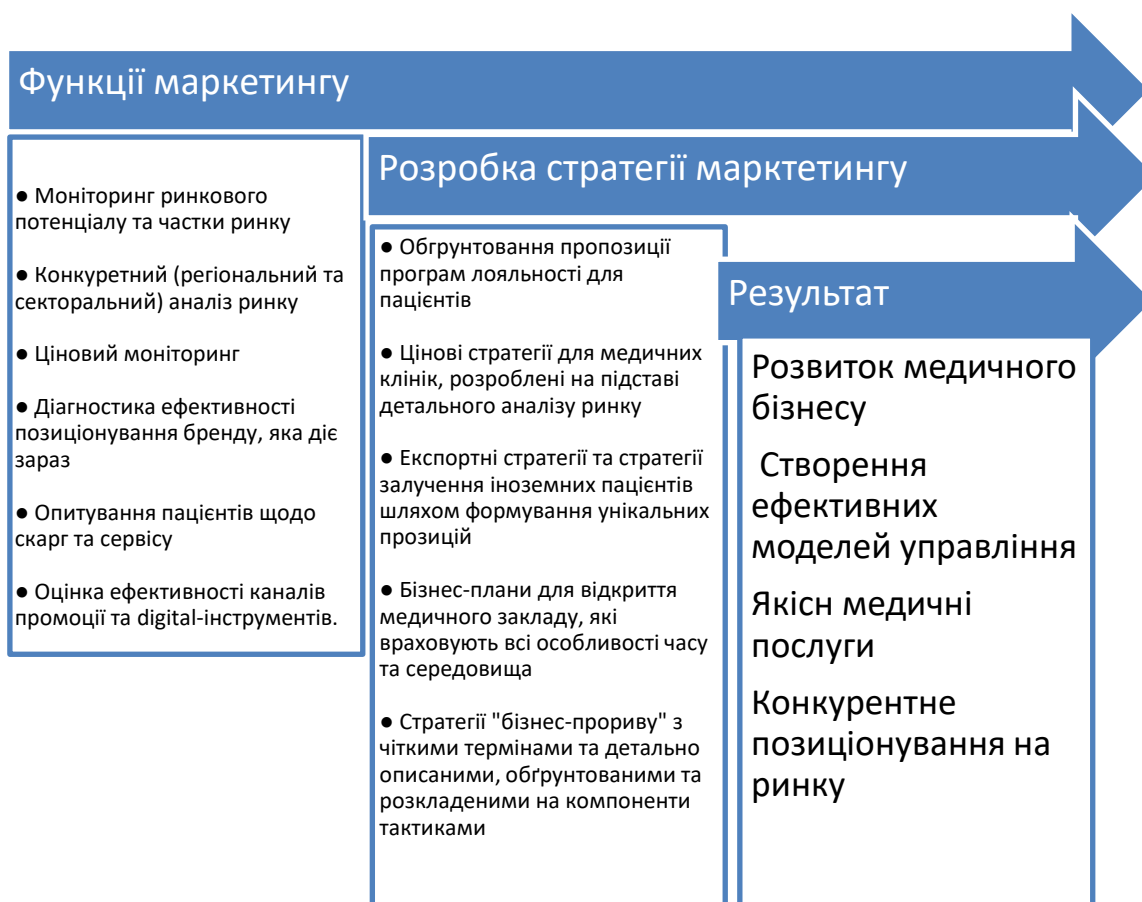 Функції маркетингу
● Моніторинг ринкового
потенціалу та частки ринку
● Конкуретний (регіональний та
секторальний) аналіз ринку
● Ціновий моніторинг
● Діагностика ефективності
позиціонування бренду, яка діє
зараз
● Опитування пацієнтів щодо
скарг та сервісу
● Оцінка ефективності каналів
промоції та digital-інструментів.
Розробка стратегії марктетингу
● Обгрунтовання пропозиції
програм лояльності для
пацієнтів
● Цінові стратегії для медичних
клінік, розроблені на підставі
детального аналізу ринку
● Експортні стратегії та стратегії
залучення іноземних пацієнтів
шляхом формування унікальних
прозицій
● Бізнес-плани для відкриття
медичного закладу, які
враховують всі особливості часу
та середовища
● Стратегії "бізнес-прориву" з
чіткими термінами та детально
описаними, обґрунтованими та
розкладеними на компоненти
тактиками
Результат
Розвиток медичного
бізнесу
Створення
ефективних
моделей управління
Якісн медичні
послуги
Конкурентне
позиціонування на
ринку